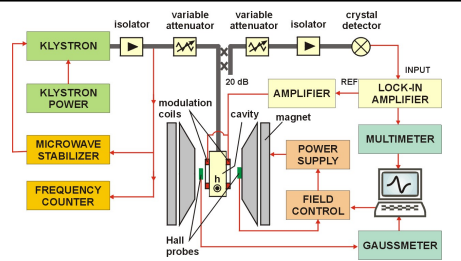 isolator
variable
attenuator
variable
attenuator
isolator
crystal
detector
KLYSTRON
20 dB
INPUT
KLYSTRON
POWER
modulation
coils
cavity
AMPLIFIER
REF
LOCK-IN
AMPLIFIER
magnet
MICROWAVE
STABILIZER
POWER
SUPPLY
MULTIMETER
h
FREQUENCY
COUNTER
FIELD
CONTROL
Hall
probes
GAUSSMETER